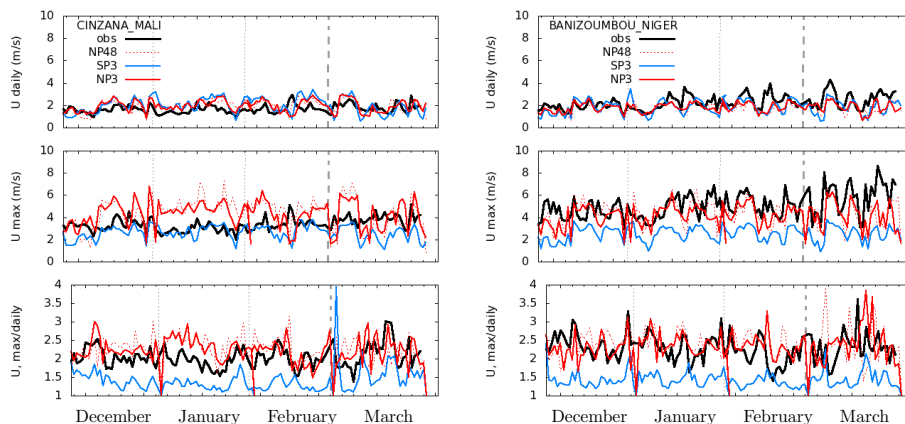 CINZANA_MALI
obs
NP48
SP3
NP3
U daily (m/s)
10
8
6
4
2
0
BANIZOUMBOU_NIGER
obs
NP48
SP3
NP3
U daily (m/s)
10
8
6
4
2
0
U max (m/s)
10
8
6
4
2
0
U max (m/s)
10
8
6
4
2
0
U, max/daily
4
3.5
3
2.5
2
1.5
1
U, max/daily
4
3.5
3
2.5
2
1.5
1
December January February March
December January February March